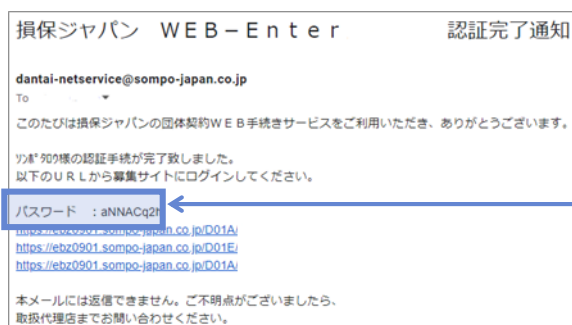 損保ジャパン WEB－Enter 認証完了通知
dantai-netservice@sompo-japan.co.jp
To
このたびは損保ジャパンの団体契約ＷＥＢ手続きサービスをご利用いただき、ありがとうございます。
ﾘﾝﾎﾟﾀﾛｳ様の認証手続が完了致しました。
以下のＵＲＬから募集サイトにログインしてください。
パスワード ：aNNACq2h
https://ebz0901.sompo-japan.co.jp/D01A/
https://ebz0901.sompo-japan.co.jp/D01E/
https://ebz0901.sompo-japan.co.jp/D01A/
本メールには返信できません。ご不明点がございましたら、
取扱代理店までお問い合わせください。